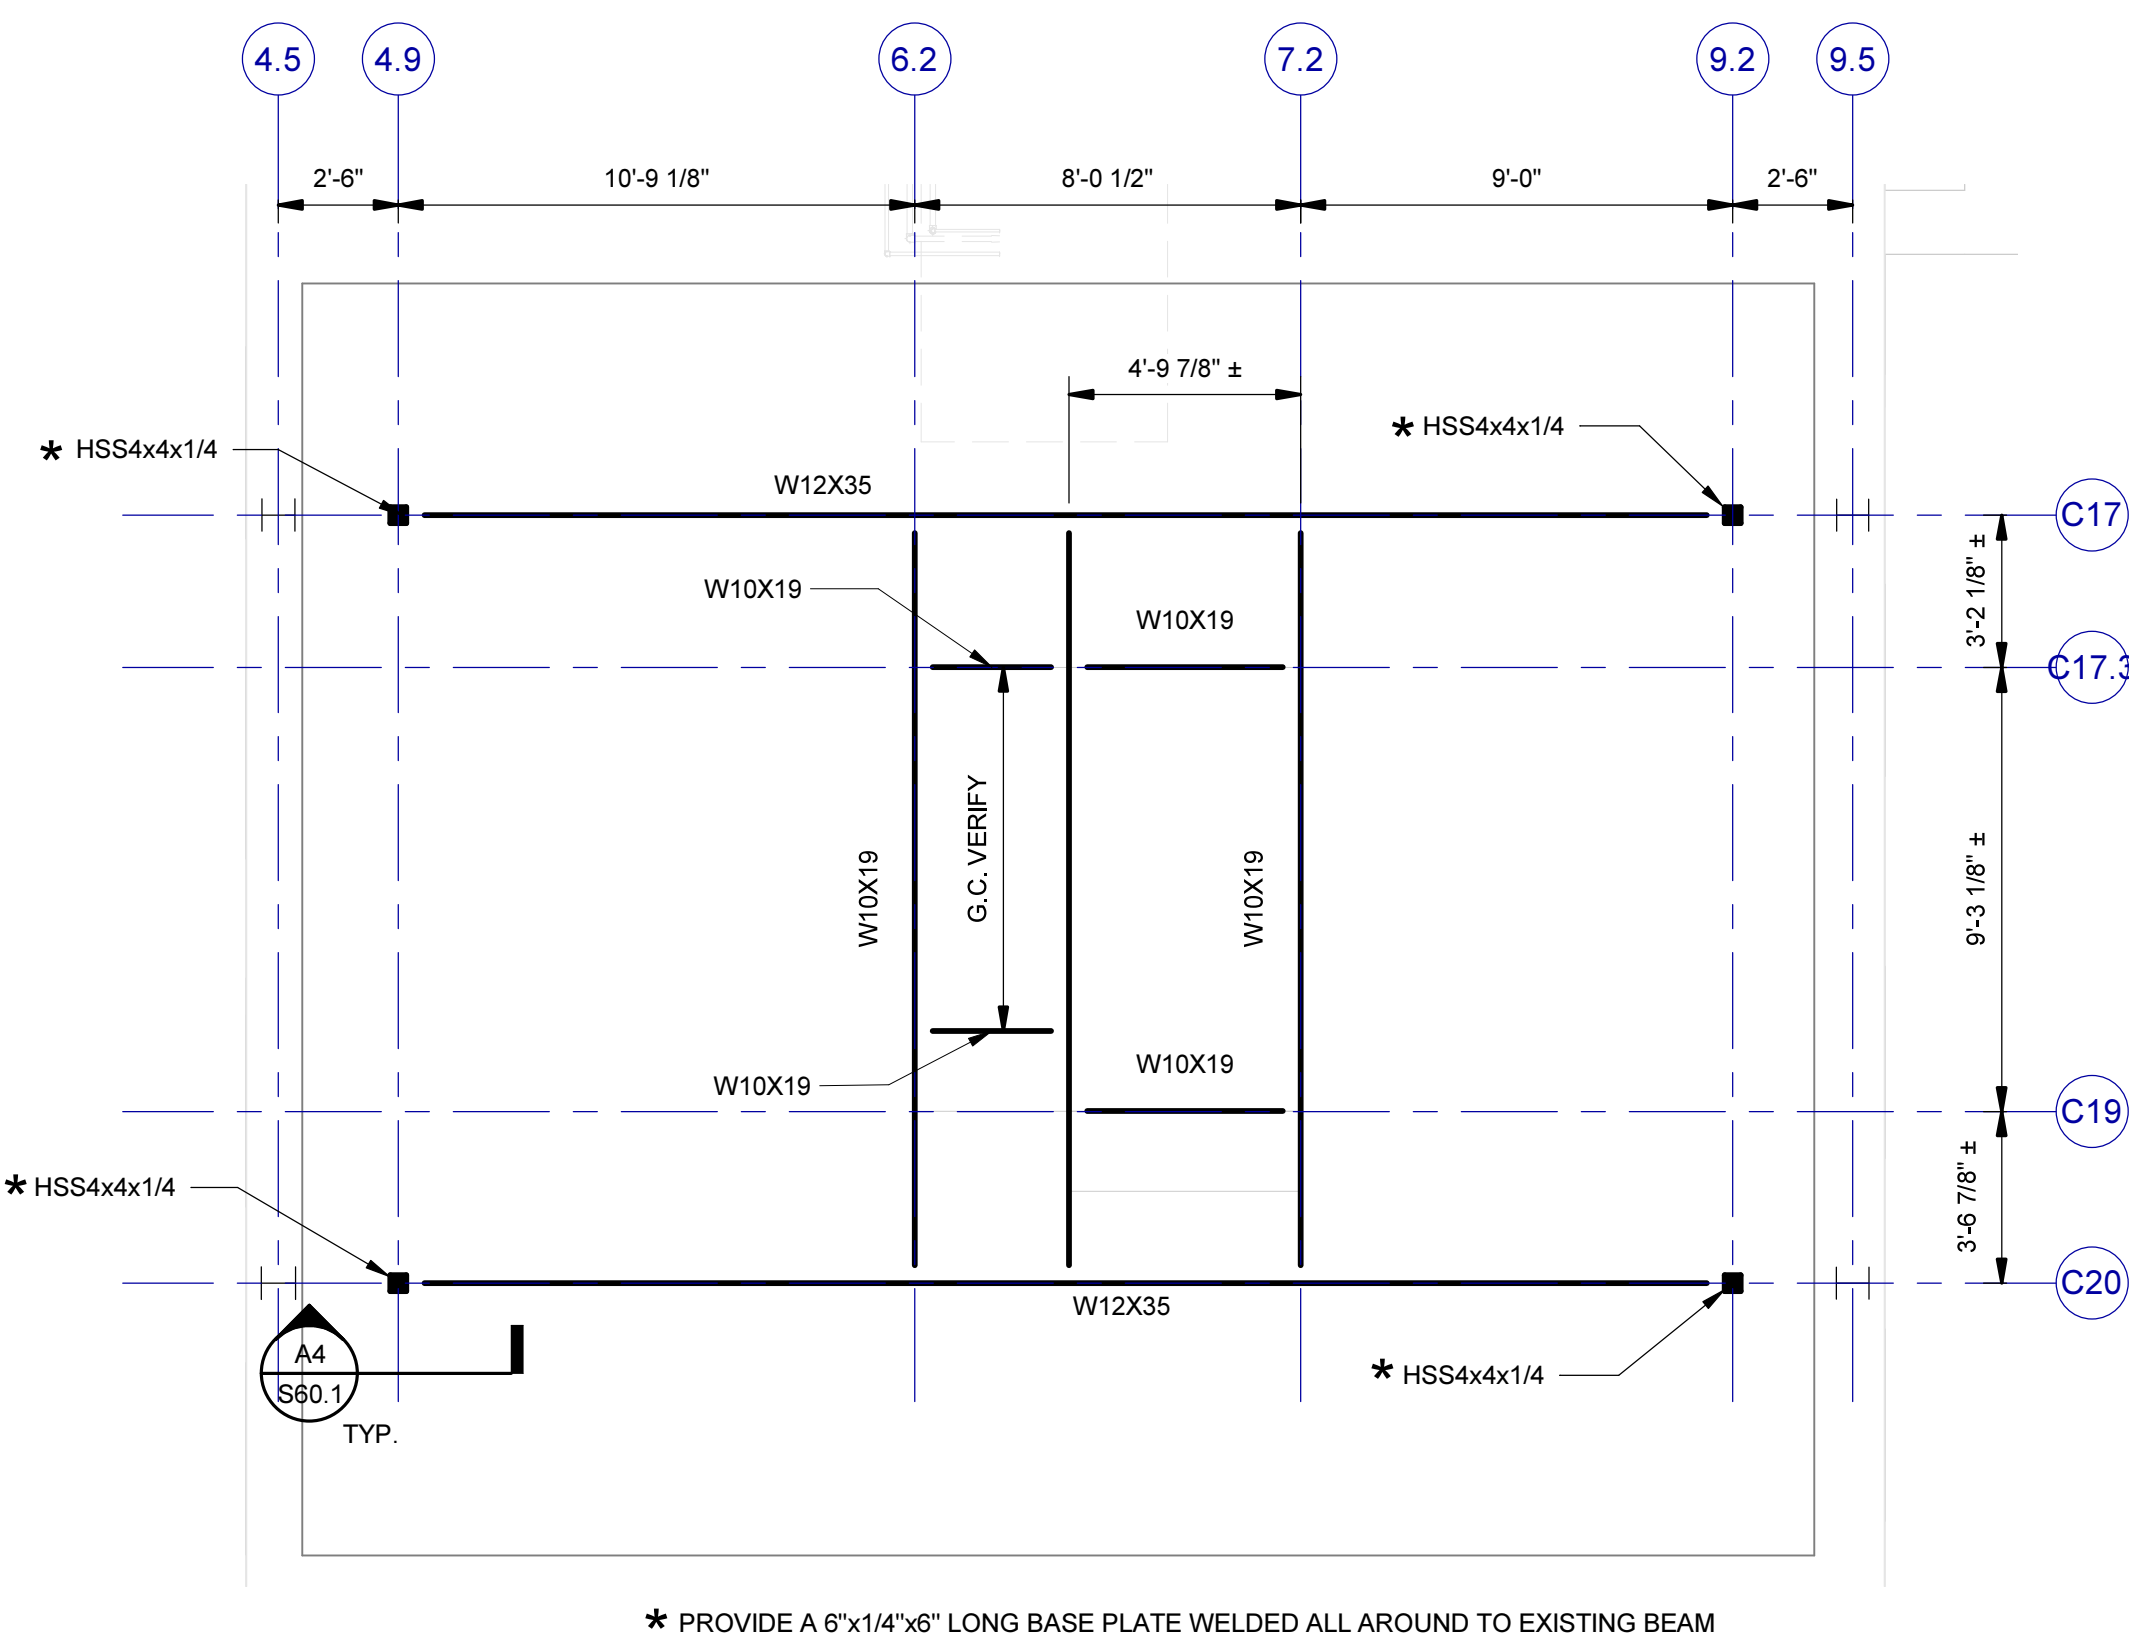 4.5 4.9 6.2 7.2 9.2 9.5
2'-6" 10'-9 1/8" 8'-0 1/2" 9'-0" 2'-6"
4'-9 7/8" ±
* HSS4x4x1/4
* HSS4x4x1/4
W12X35
C17
3'-2 1/8" ±
W10X19
W10X19
C17.3
G.C. VERIFY
W10X19
W10X19
9'-3 1/8" ±
W10X19
W10X19
C19
* HSS4x4x1/4
3'-6 7/8" ±
C20
W12X35
A4
S60.1
TYP.
* HSS4x4x1/4
* PROVIDE A 6"x1/4"x6" LONG BASE PLATE WELDED ALL AROUND TO EXISTING BEAM